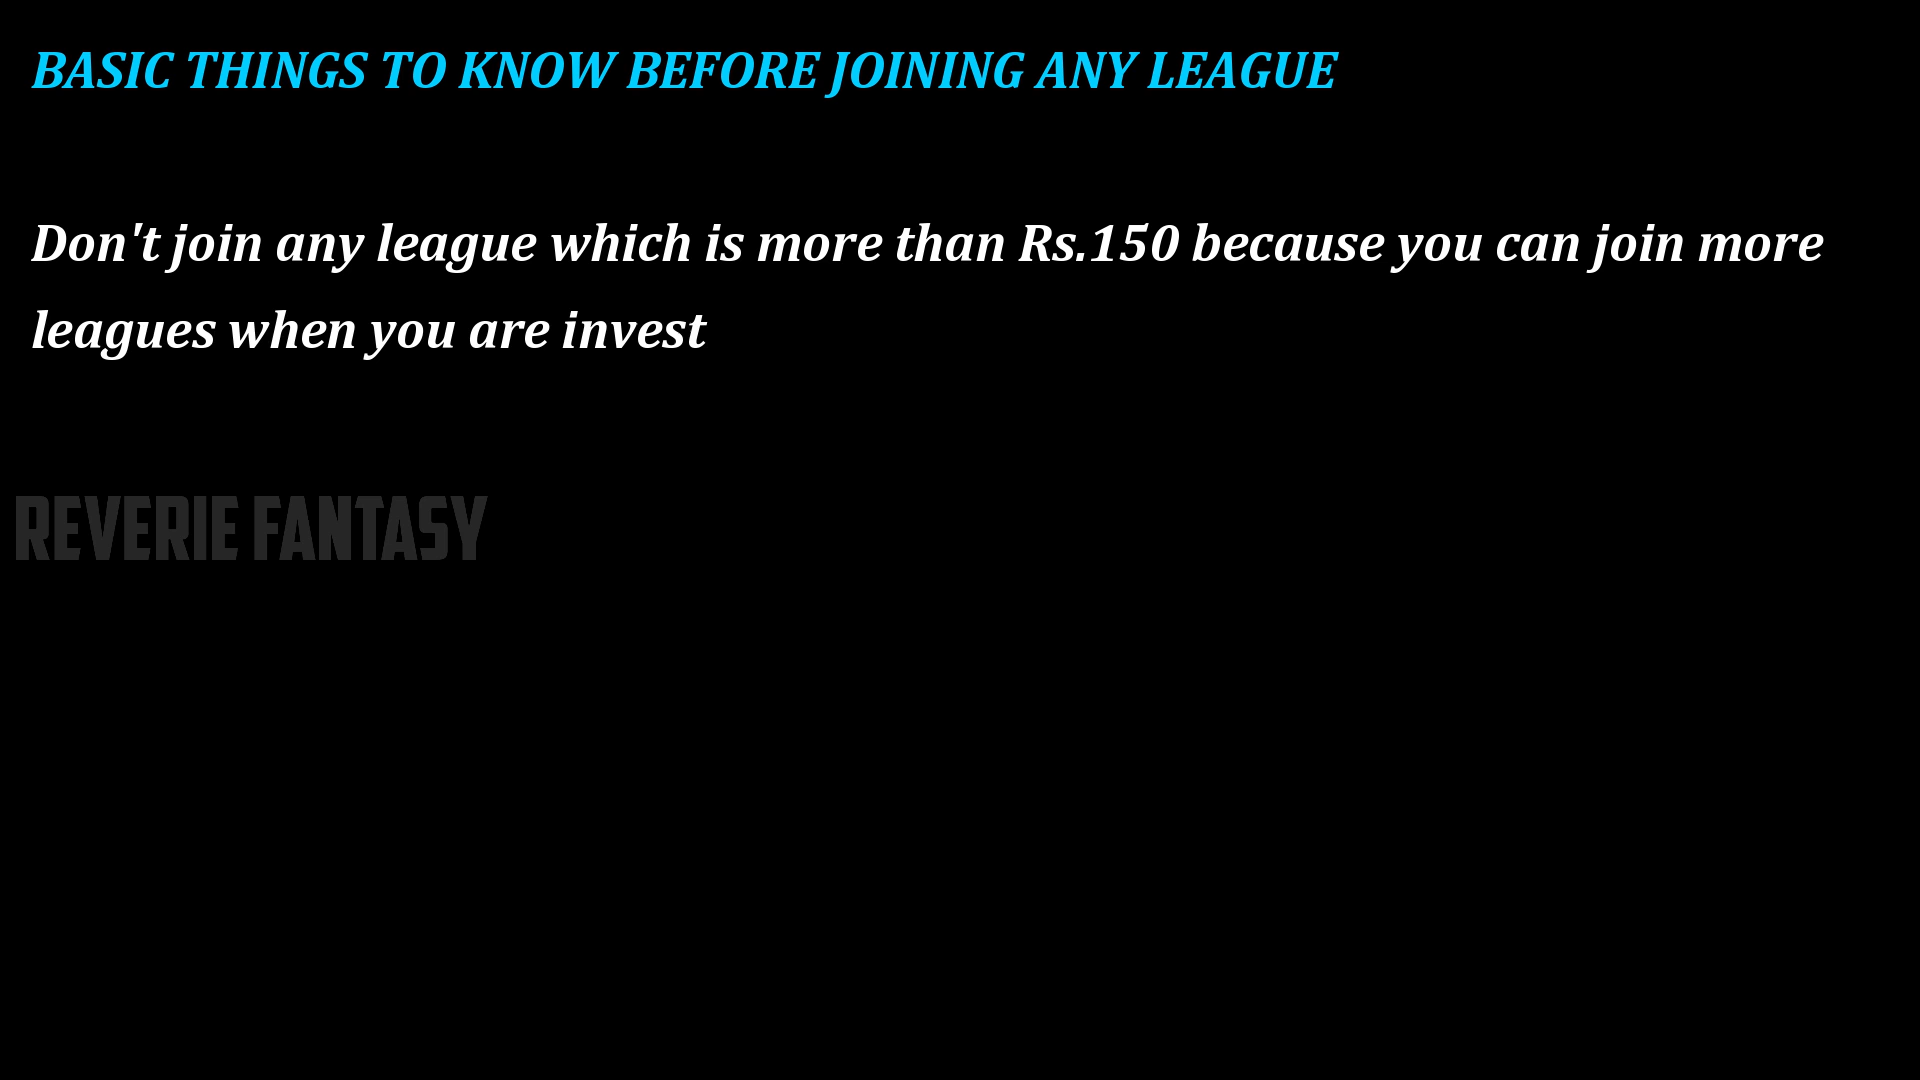 BASIC THINGS TO KNOW BEFORE JOINING ANY LEAGUE
Don't join any league which is more than Rs.150 because you can join more
leagues when you are invest
REVERIE FANTASY